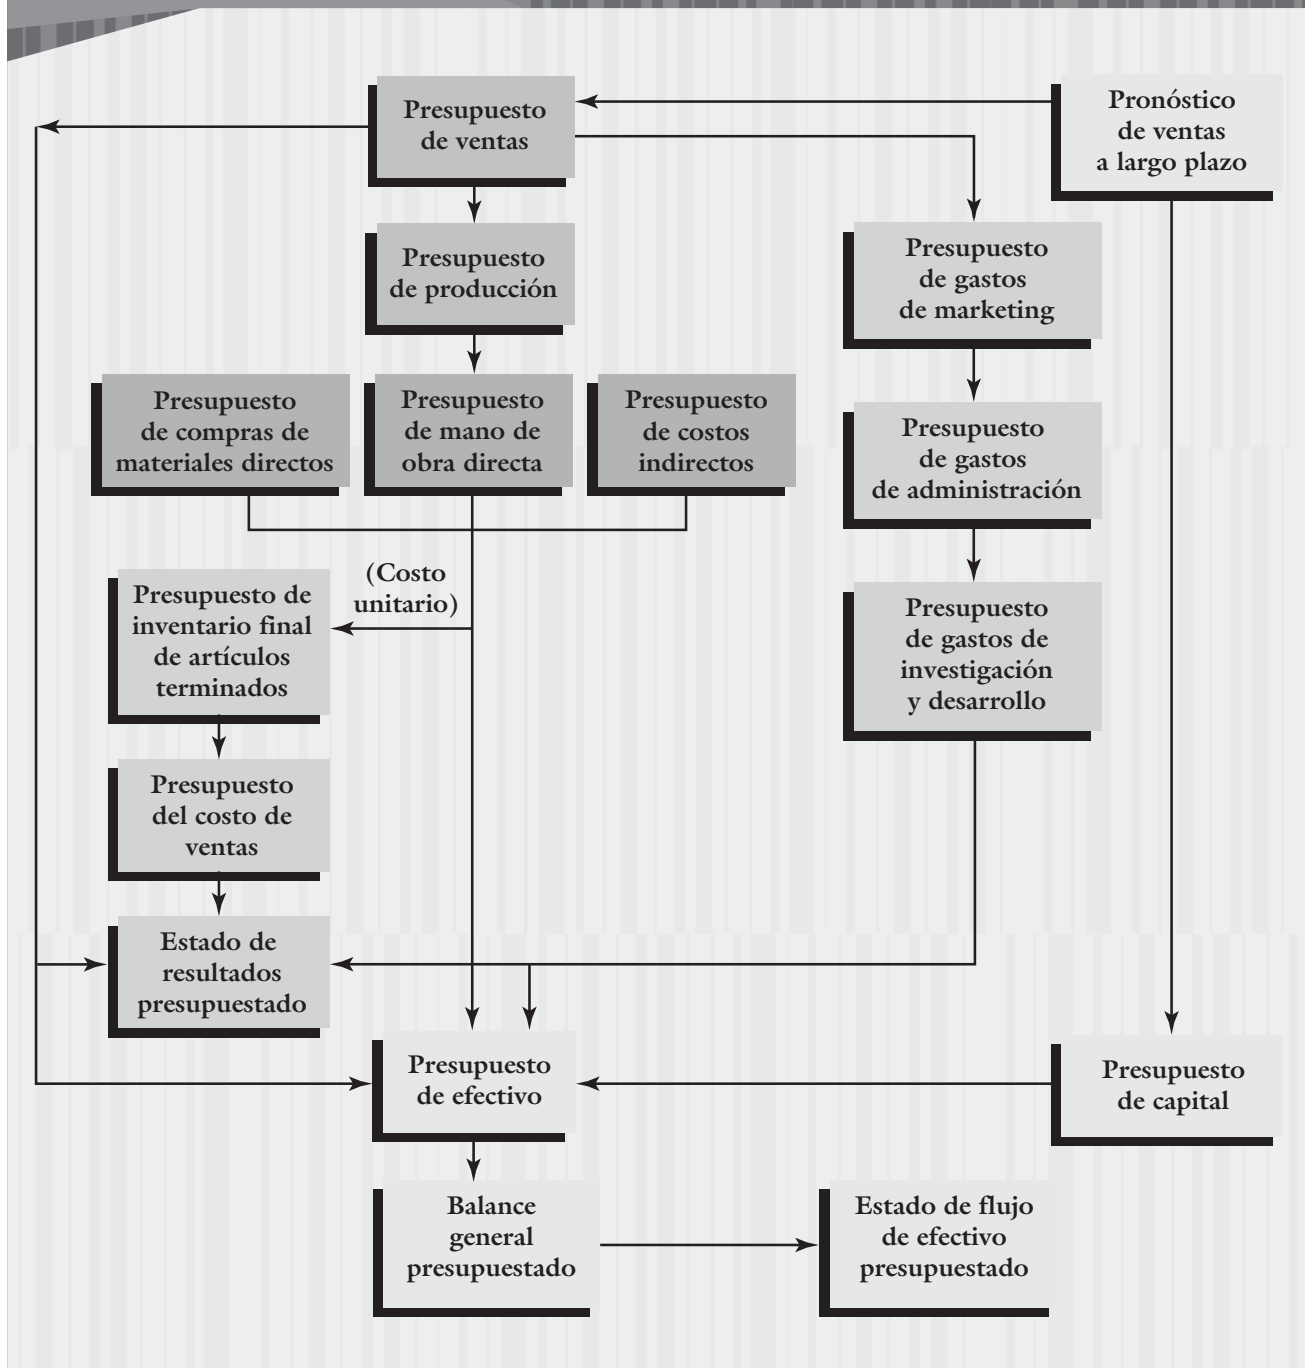 Presupuesto
de ventas
Pronóstico
de ventas
a largo plazo
Presupuesto
de producción
Presupuesto
de gastos
de marketing
Presupuesto
de compras de
materiales directos
Presupuesto
de mano de
obra directa
Presupuesto
de costos
indirectos
Presupuesto
de gastos
de administración
(Costo
unitario)
Presupuesto de
inventario final
de artículos
terminados
Presupuesto
de gastos de
investigación
y desarrollo
Presupuesto
del costo de
ventas
Estado de
resultados
presupuestado
Presupuesto
de efectivo
Presupuesto
de capital
Balance
general
presupuestado
Estado de flujo
de efectivo
presupuestado